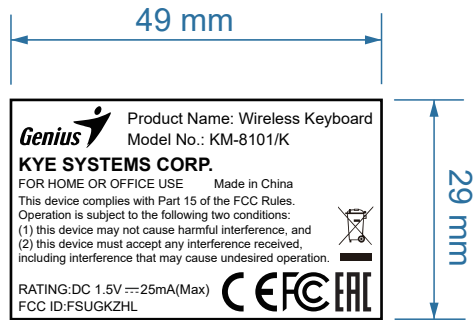 49 mm
Genius
Product Name: Wireless Keyboard
Model No.: KM-8101/K
KYE SYSTEMS CORP.
FOR HOME OR OFFICE USE Made in China
This device complies with Part 15 of the FCC Rules.
Operation is subject to the following two conditions:
(1) this device may not cause harmful interference, and
(2) this device must accept any interference received,
including interference that may cause undesired operation.
RATING:DC 1.5V ⎓ 25mA(Max)
FCC ID:FSUGKZHL
CE FC EAC
29 mm